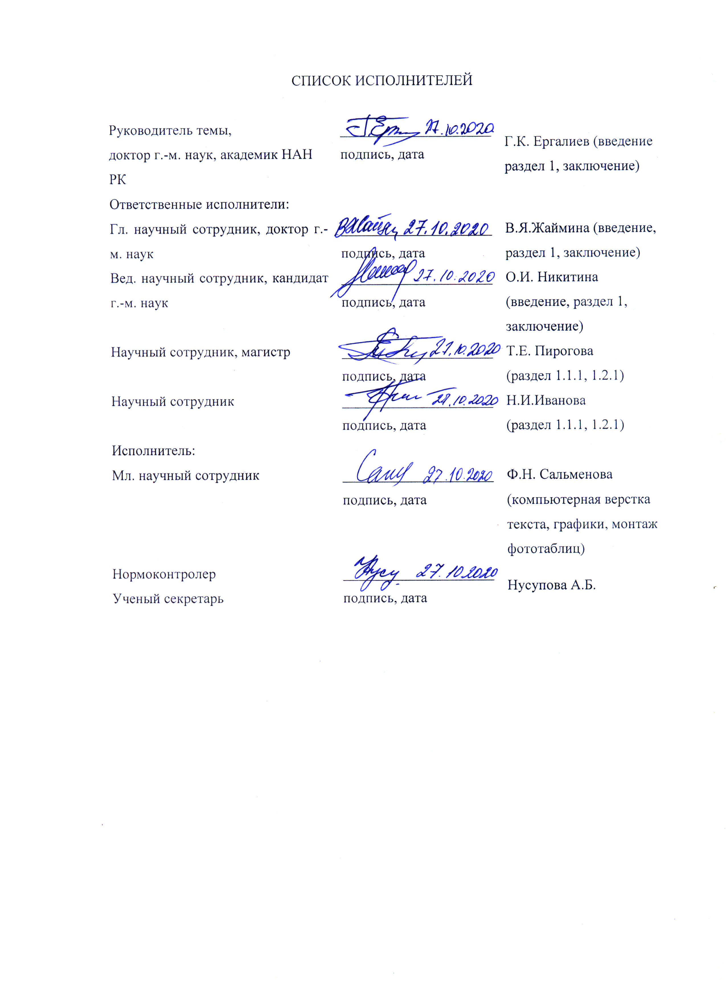 СПИСОК ИСПОЛНИТЕЛЕЙ
Руководитель темы,
27.10.2020
Г.К. Ергалиев (введение
доктор г.-м. наук, академик НАН
подпись, дата
раздел 1, заключение)
РК
Ответственные исполнители:
Гл. научный сотрудник, доктор г.-
27.10.2020
В.Я.Жаймина (введение,
м. наук
подпись, дата
раздел 1, заключение)
Вед. научный сотрудник, кандидат
27.10.2020
О.И. Никитина
г.-м. наук
подпись, дата
(введение, раздел 1,
заключение)
Научный сотрудник, магистр
27.10.2020
Т.Е. Пирогова
подпись, дата
(раздел 1.1.1, 1.2.1)
Научный сотрудник
27.10.2020
Н.И.Иванова
подпись, дата
(раздел 1.1.1, 1.2.1)
Исполнитель:
Мл. научный сотрудник
27.10.2020
Ф.Н. Сальменова
подпись, дата
(компьютерная верстка
текста, графики, монтаж
фототаблиц)
Нормоконтролер
27.10.2020
Нусупова А.Б.
Ученый секретарь
подпись, дата